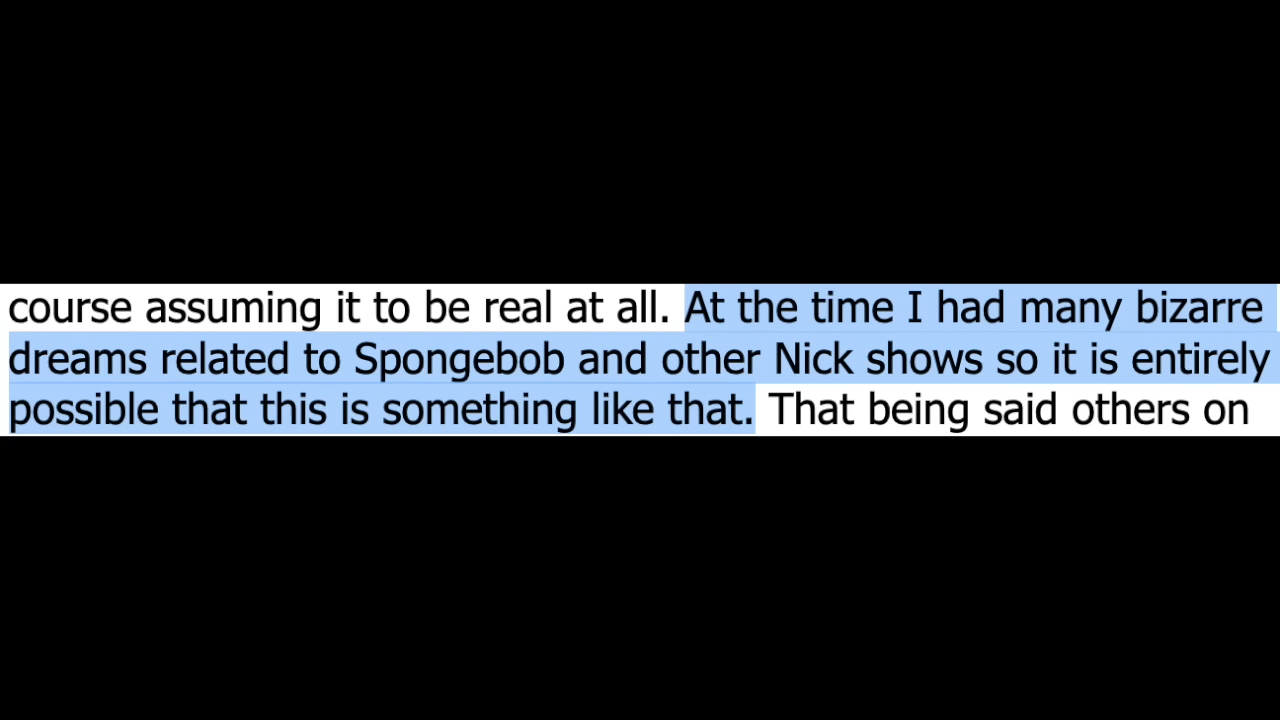 course assuming it to be real at all. At the time I had many bizarre
dreams related to Spongebob and other Nick shows so it is entirely
possible that this is something like that. That being said others on